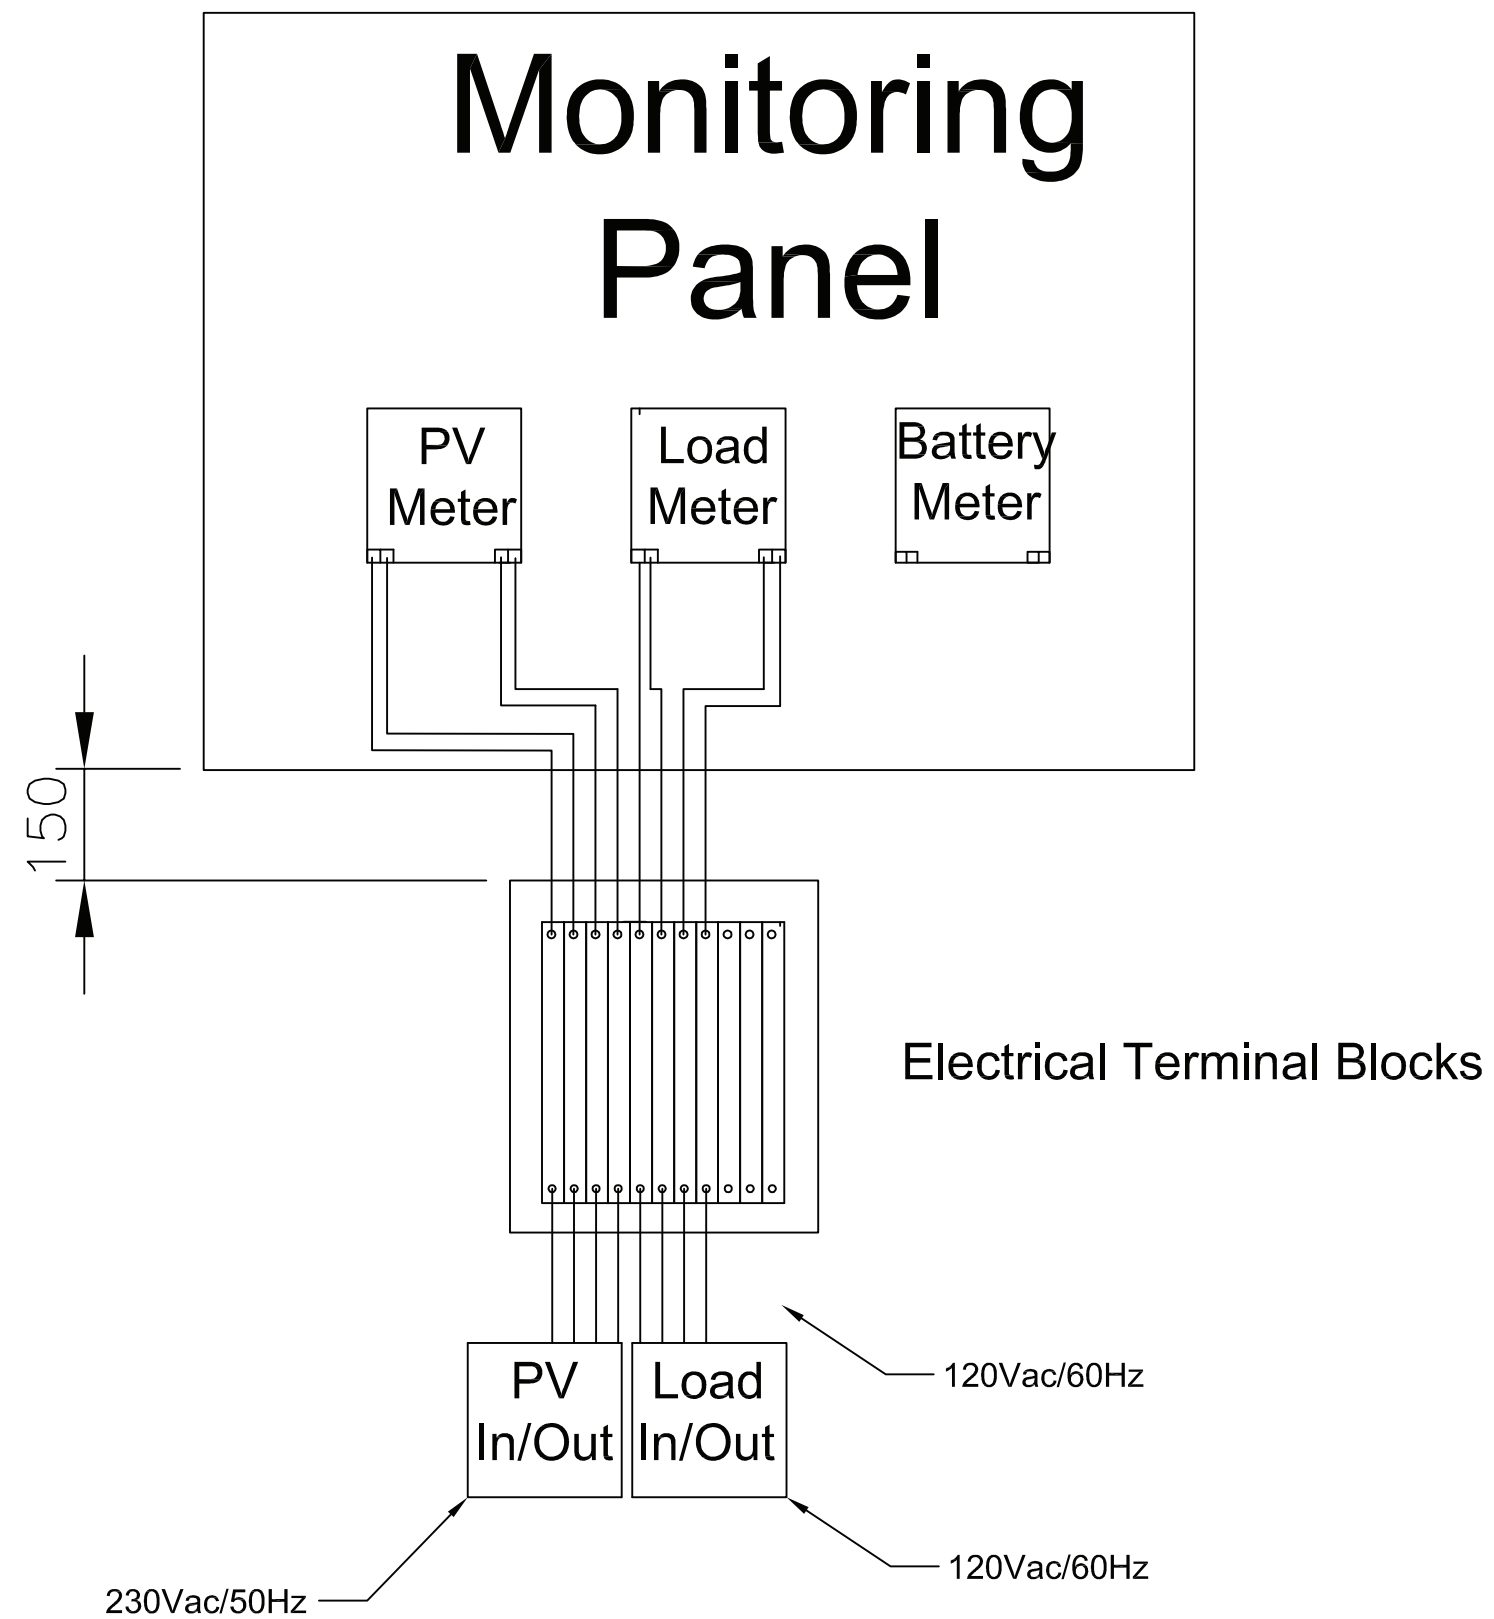 Monitoring
Panel
PV
Meter
Load
Meter
Battery
Meter
150
Electrical Terminal Blocks
120Vac/60Hz
PV
In/Out
Load
In/Out
120Vac/60Hz
230Vac/50Hz